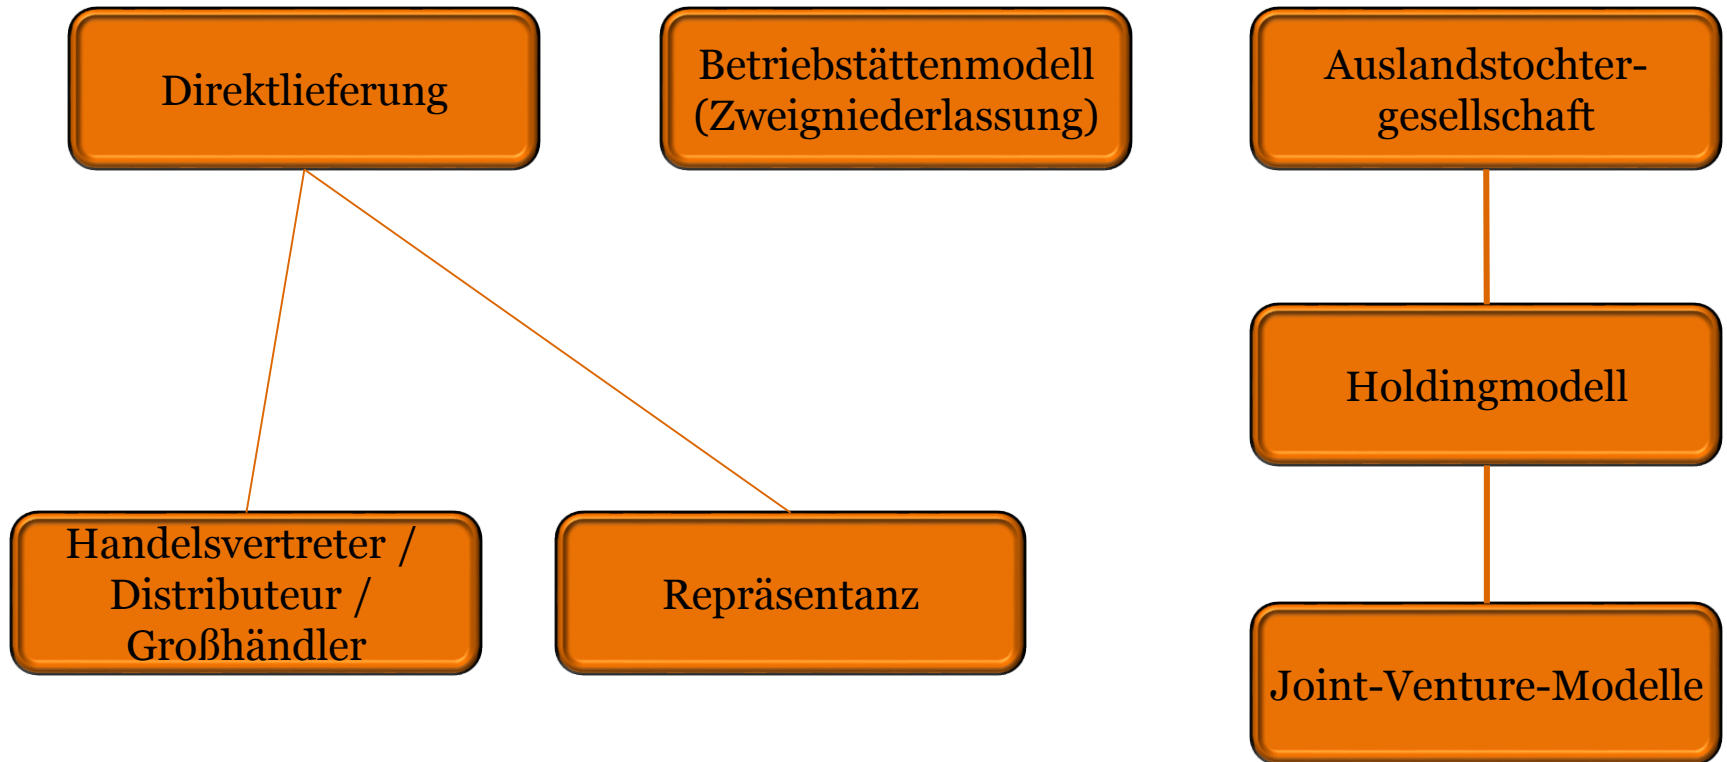 Direktlieferung
Betriebstättenmodell
(Zweigniederlassung)
Auslandstochter-
gesellschaft
Holdingmodell
Handelsvertreter /
Distributeur /
Großhändler
Repräsentanz
Joint-Venture-Modelle